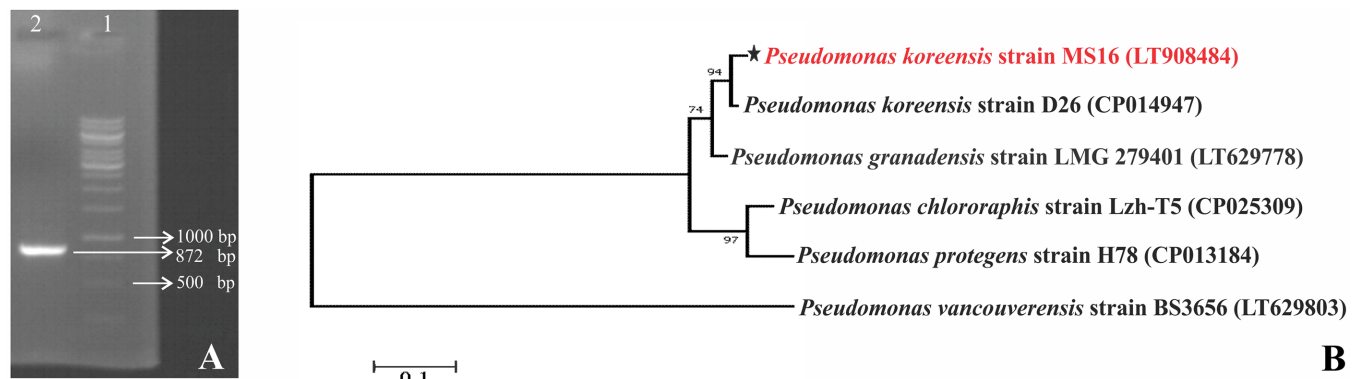 2 1
1000 bp
872 bp
500 bp
A
94
74
97
★ Pseudomonas koreensis strain MS16 (LT908484)
Pseudomonas koreensis strain D26 (CP014947)
Pseudomonas granadensis strain LMG 279401 (LT629778)
Pseudomonas chlororaphis strain Lzh-T5 (CP025309)
Pseudomonas protegens strain H78 (CP013184)
Pseudomonas vancouverensis strain BS3656 (LT629803)
0.1
B